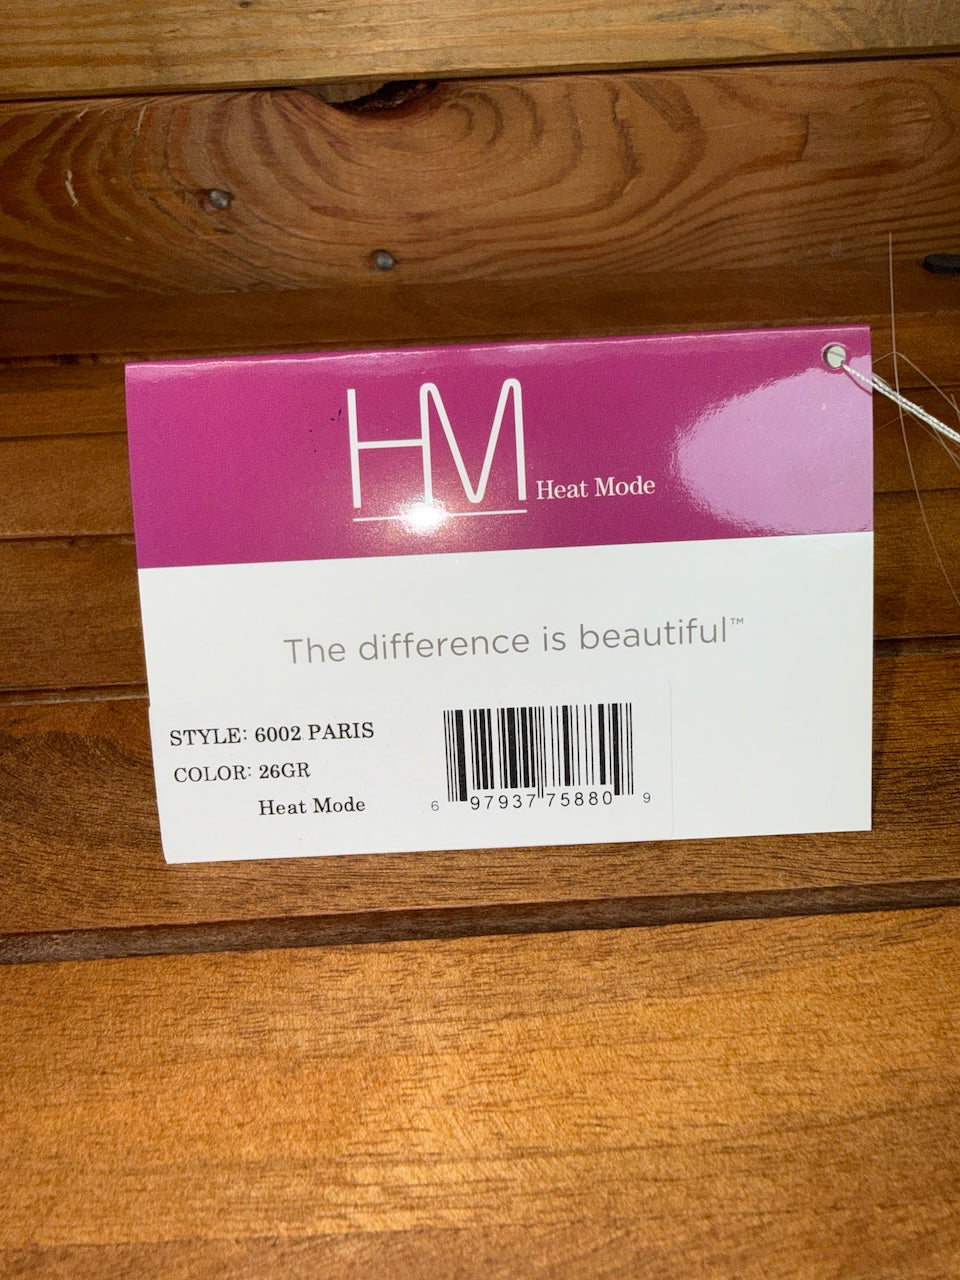 HM Heat Mode
The difference is beautiful™
STYLE: 6002 PARIS
COLOR: 26GR
Heat Mode
6 97937 75880 9